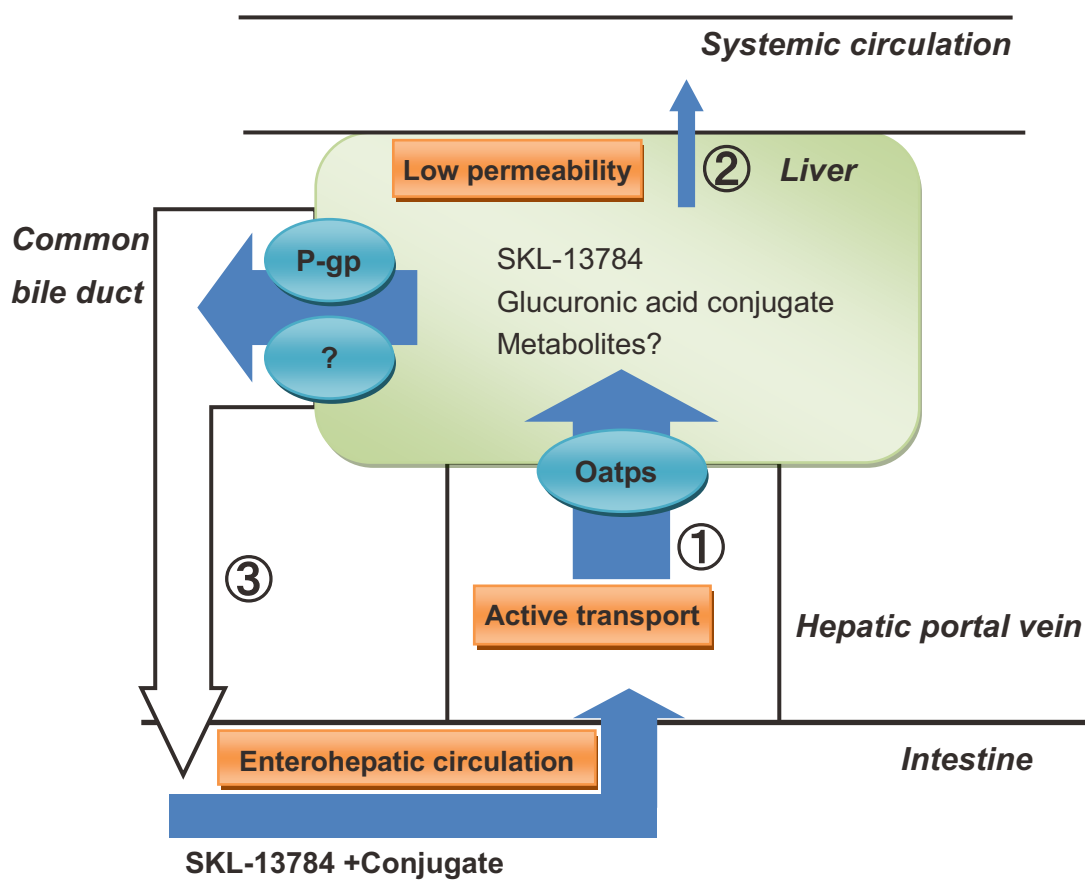 Systemic circulation
Low permeability
②
Liver
Common
bile duct
P-gp
?
SKL-13784
Glucuronic acid conjugate
Metabolites?
Oatps
①
③
Active transport
Hepatic portal vein
Enterohepatic circulation
Intestine
SKL-13784 +Conjugate